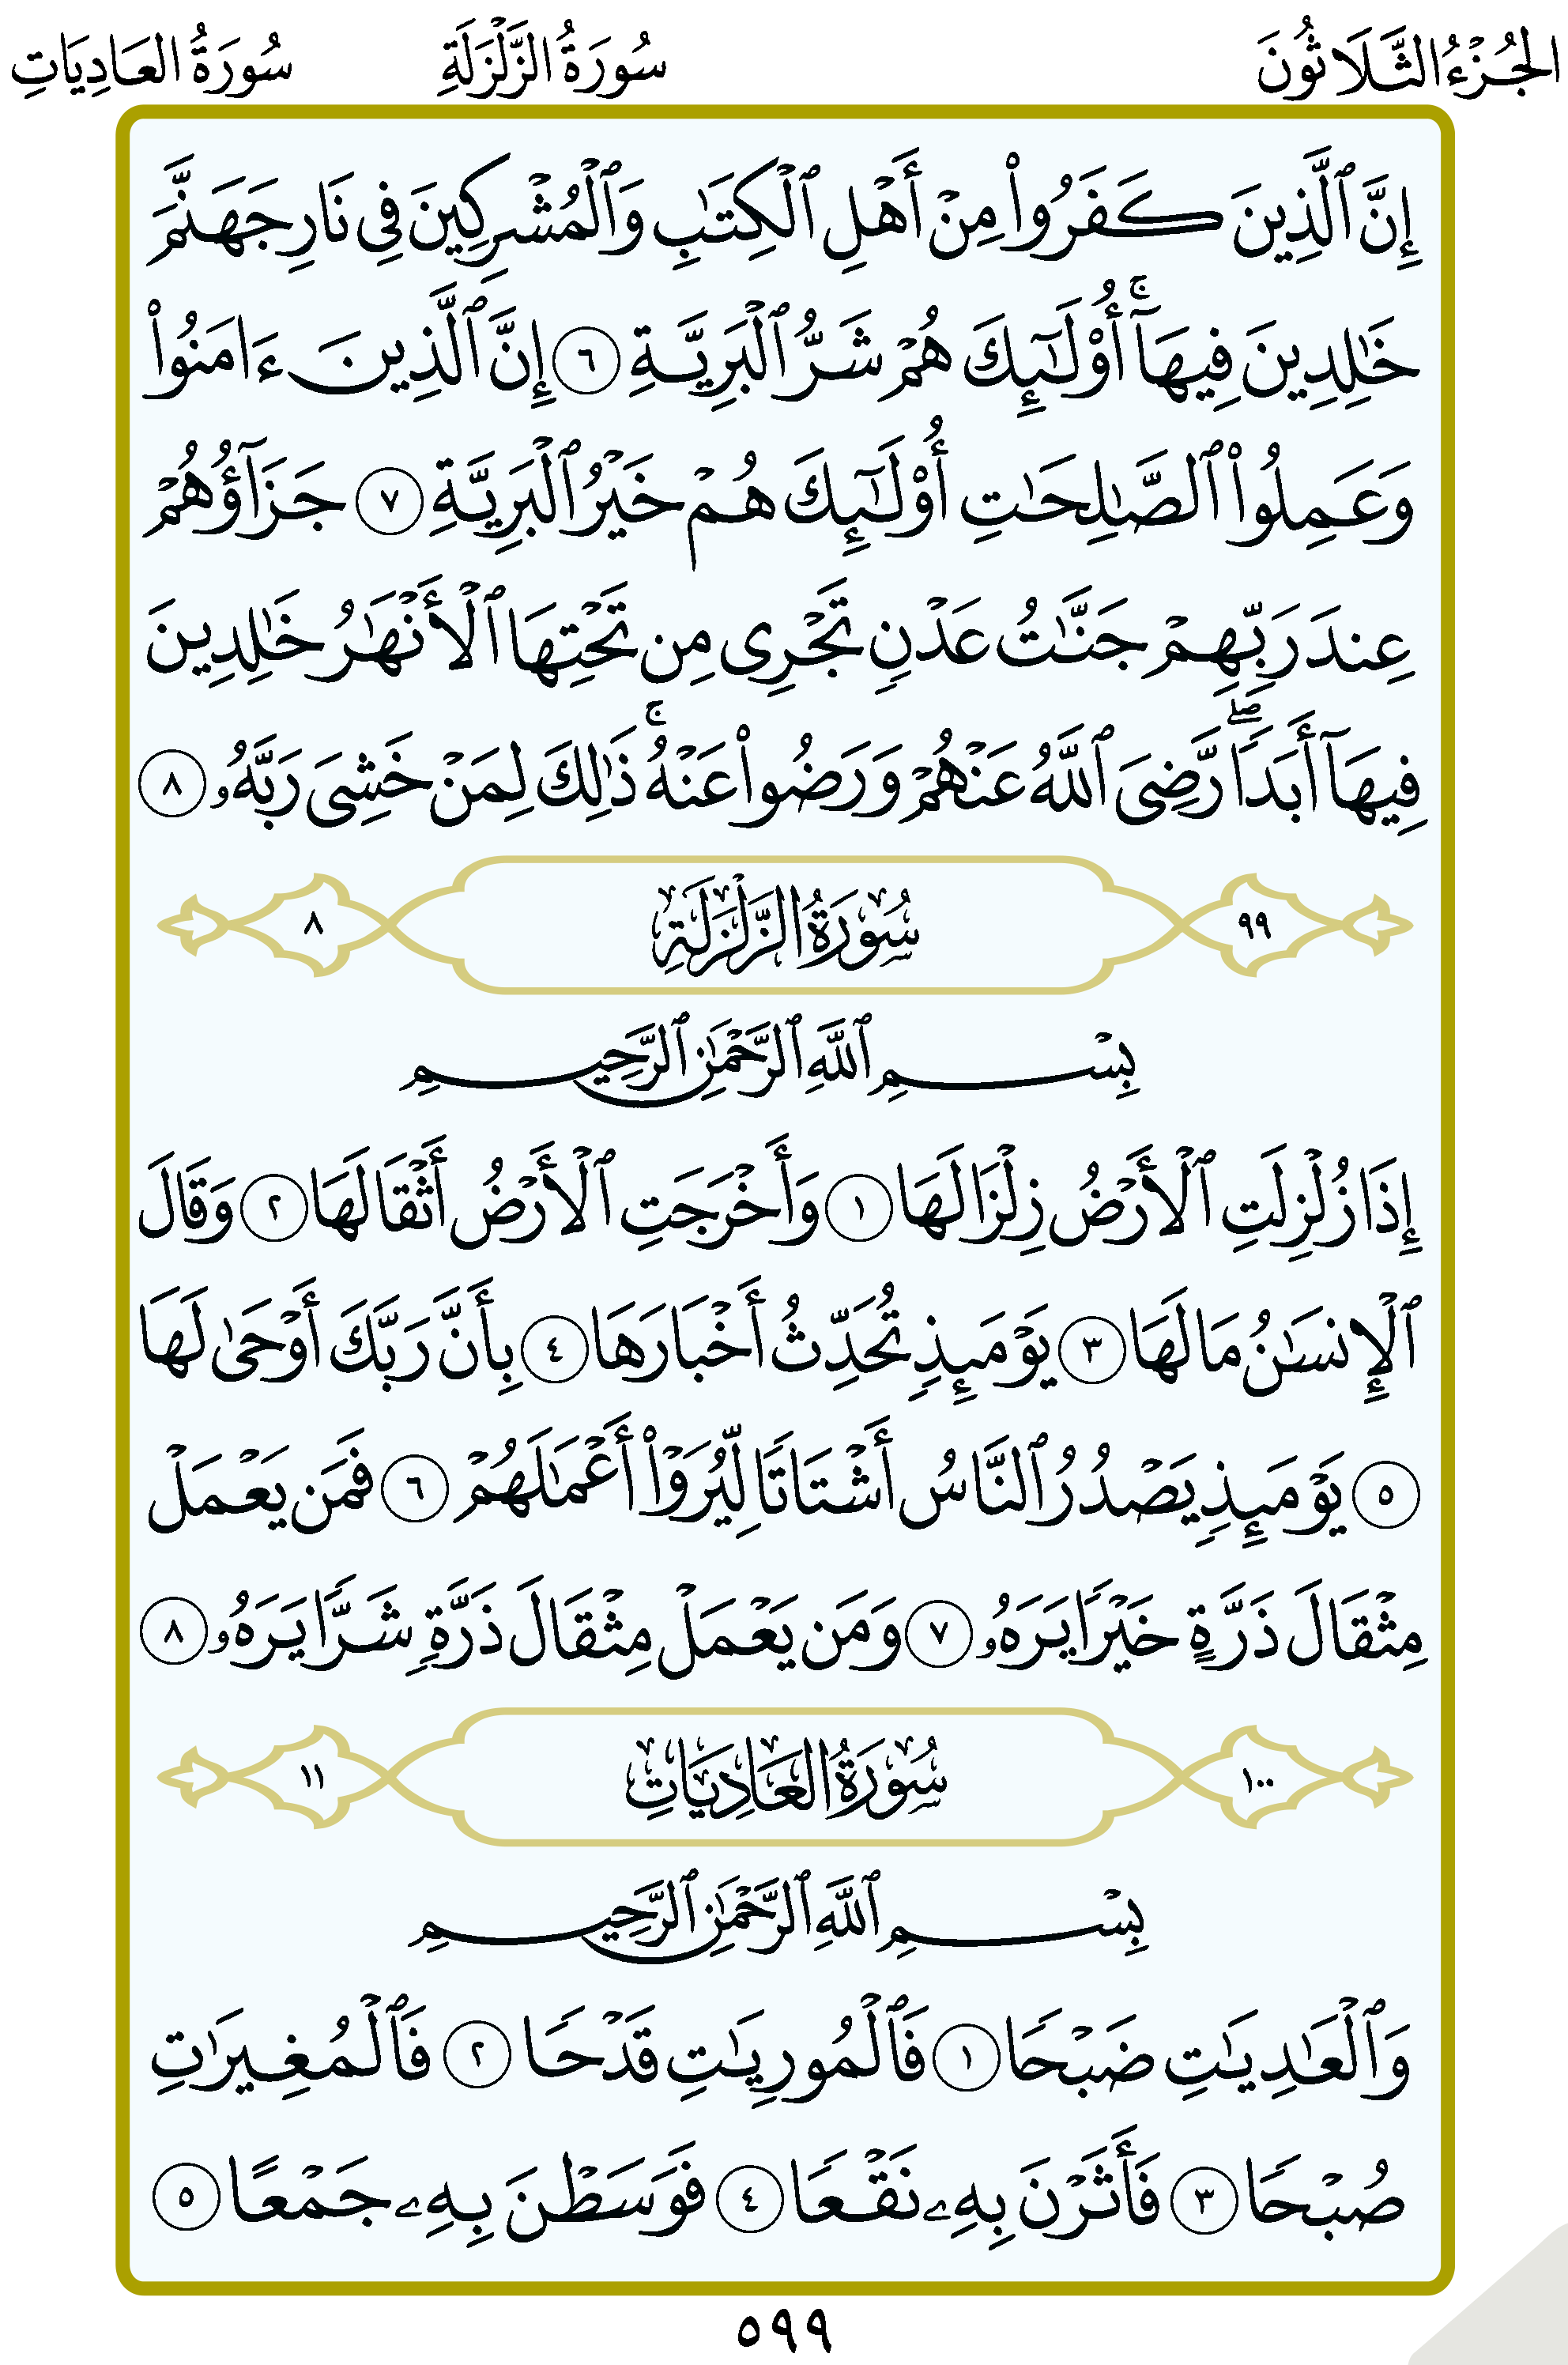 الجُزْءُ الثَّلَاثُونَ سُورَةُ الزَّلْزَلَةِ سُورَةُ العَادِيَاتِ
إِنَّ ٱلَّذِينَ كَفَرُوا۟ مِنْ أَهْلِ ٱلْكِتَٰبِ وَٱلْمُشْرِكِينَ فِى نَارِ جَهَنَّمَ
خَٰلِدِينَ فِيهَآ ۚ أُو۟لَٰٓئِكَ هُمْ شَرُّ ٱلْبَرِيَّةِ ٦ إِنَّ ٱلَّذِينَ ءَامَنُوا۟
وَعَمِلُوا۟ ٱلصَّٰلِحَٰتِ أُو۟لَٰٓئِكَ هُمْ خَيْرُ ٱلْبَرِيَّةِ ٧ جَزَآؤُهُمْ
عِندَ رَبِّهِمْ جَنَّٰتُ عَدْنٍ تَجْرِى مِن تَحْتِهَا ٱلْأَنْهَٰرُ خَٰلِدِينَ
فِيهَآ أَبَدًا ۖ رَّضِىَ ٱللَّهُ عَنْهُمْ وَرَضُوا۟ عَنْهُ ۚ ذَٰلِكَ لِمَنْ خَشِىَ رَبَّهُۥ ٨
٩٩ سُورَةُ الزَّلْزَلَةِ ٨
بِسْمِ ٱللَّهِ ٱلرَّحْمَٰنِ ٱلرَّحِيمِ
إِذَا زُلْزِلَتِ ٱلْأَرْضُ زِلْزَالَهَا ١ وَأَخْرَجَتِ ٱلْأَرْضُ أَثْقَالَهَا ٢ وَقَالَ
ٱلْإِنسَٰنُ مَا لَهَا ٣ يَوْمَئِذٍ تُحَدِّثُ أَخْبَارَهَا ٤ بِأَنَّ رَبَّكَ أَوْحَىٰ لَهَا
٥ يَوْمَئِذٍ يَصْدُرُ ٱلنَّاسُ أَشْتَاتًا لِّيُرَوْا۟ أَعْمَٰلَهُمْ ٦ فَمَن يَعْمَلْ
مِثْقَالَ ذَرَّةٍ خَيْرًا يَرَهُۥ ٧ وَمَن يَعْمَلْ مِثْقَالَ ذَرَّةٍ شَرًّا يَرَهُۥ ٨
١٠٠ سُورَةُ العَادِيَاتِ ١١
بِسْمِ ٱللَّهِ ٱلرَّحْمَٰنِ ٱلرَّحِيمِ
وَٱلْعَٰدِيَٰتِ ضَبْحًا ١ فَٱلْمُورِيَٰتِ قَدْحًا ٢ فَٱلْمُغِيرَٰتِ
صُبْحًا ٣ فَأَثَرْنَ بِهِۦ نَقْعًا ٤ فَوَسَطْنَ بِهِۦ جَمْعًا ٥
٥٩٩